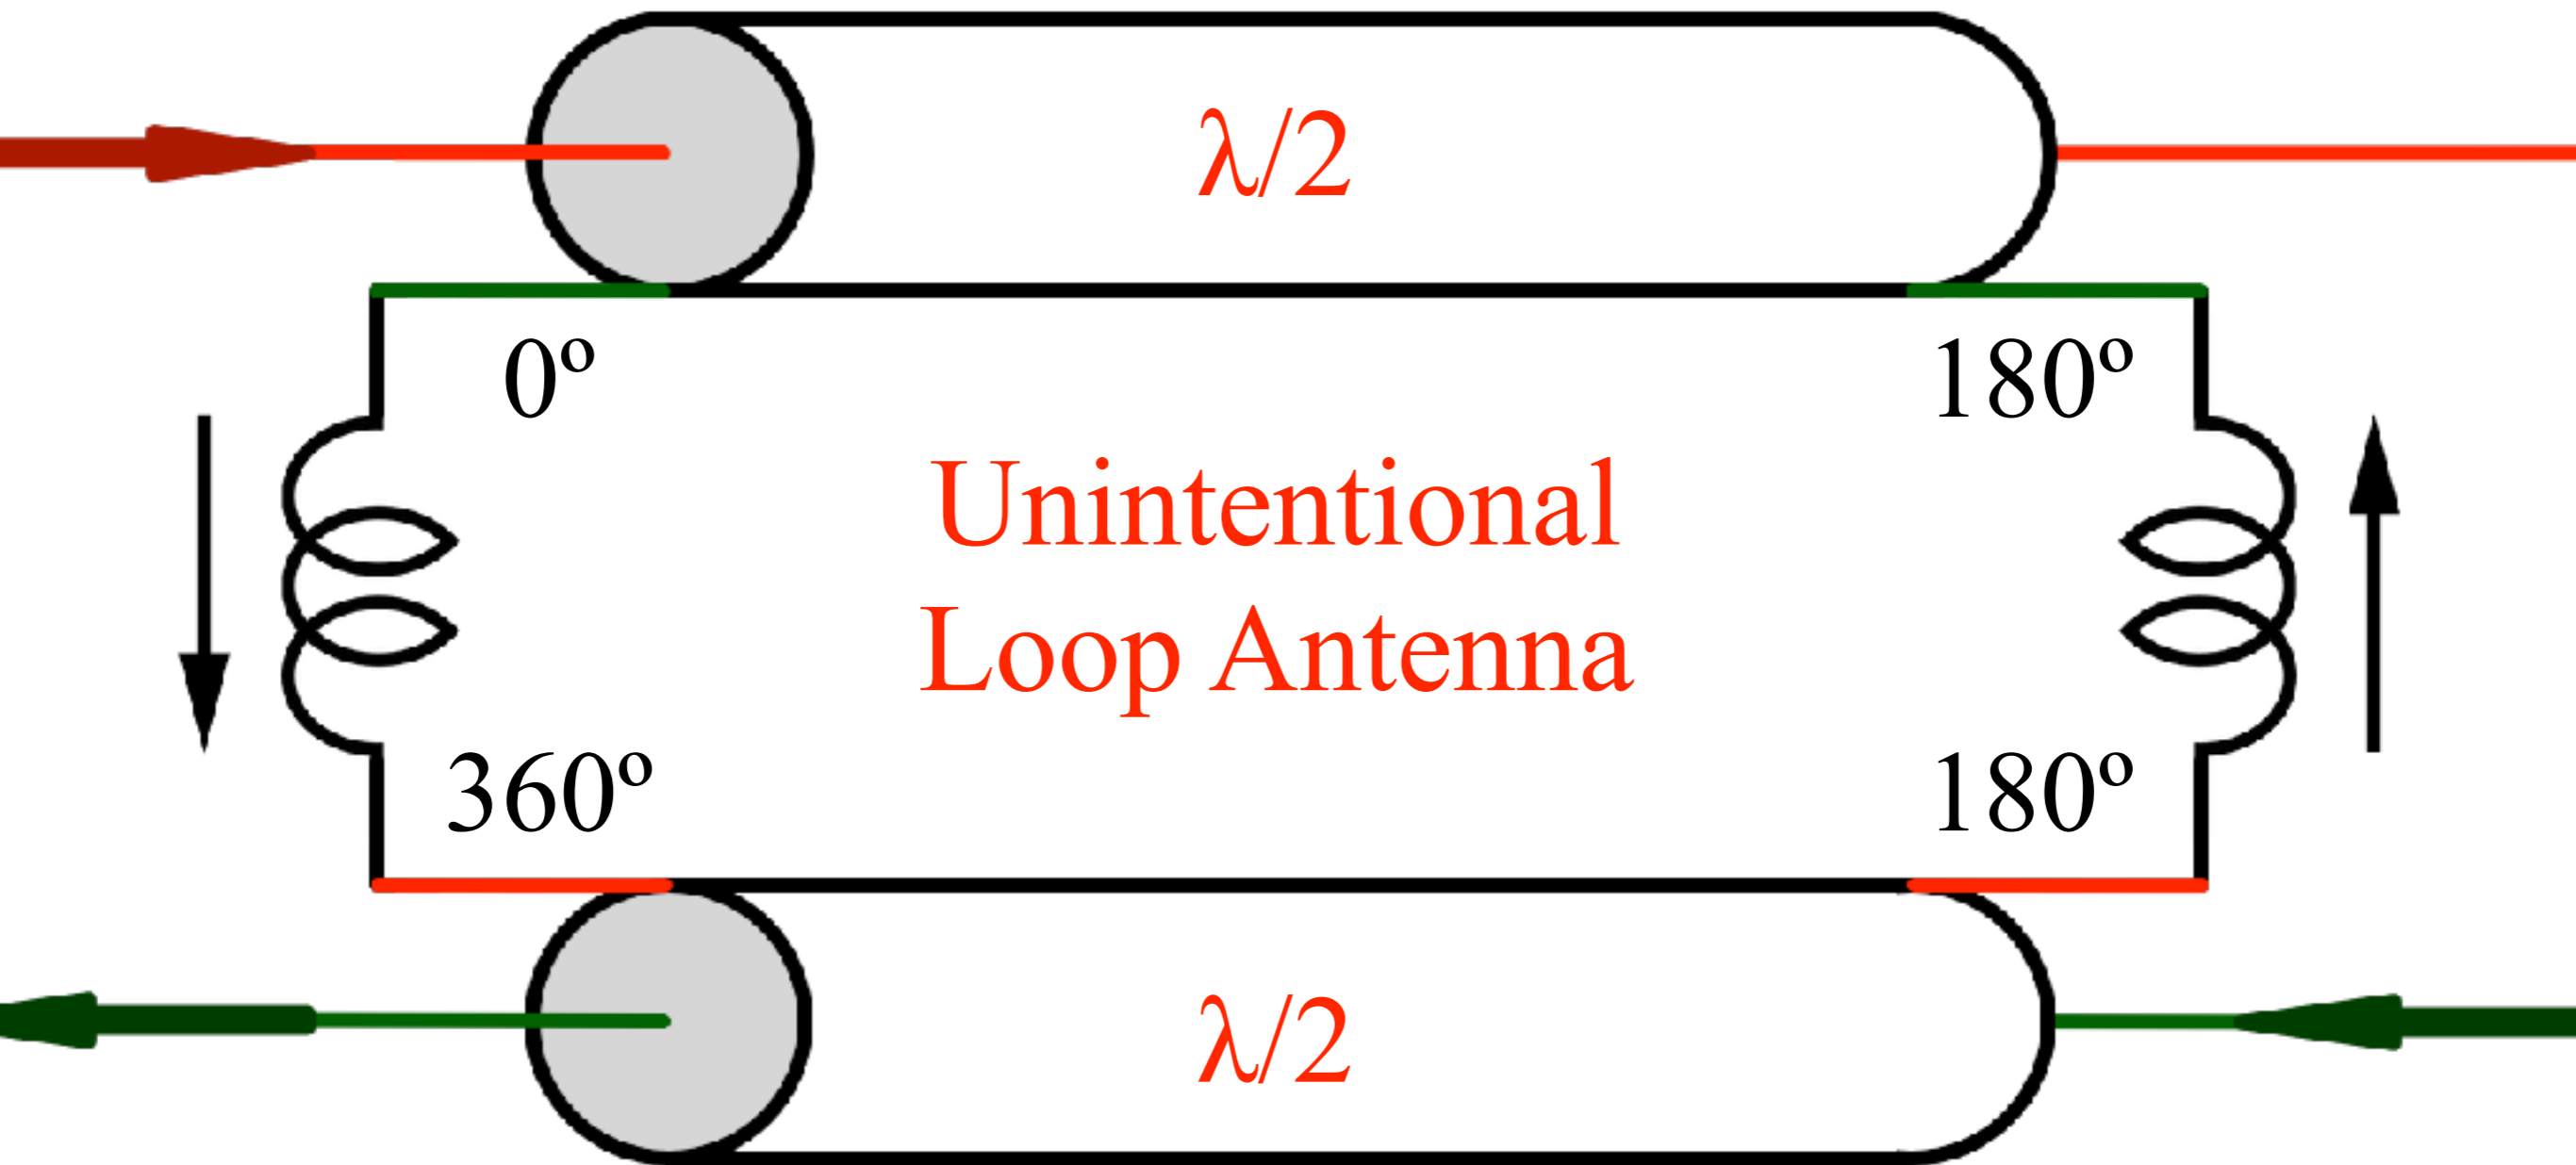 λ/2
0º
180º
Unintentional
Loop Antenna
360º
180º
λ/2